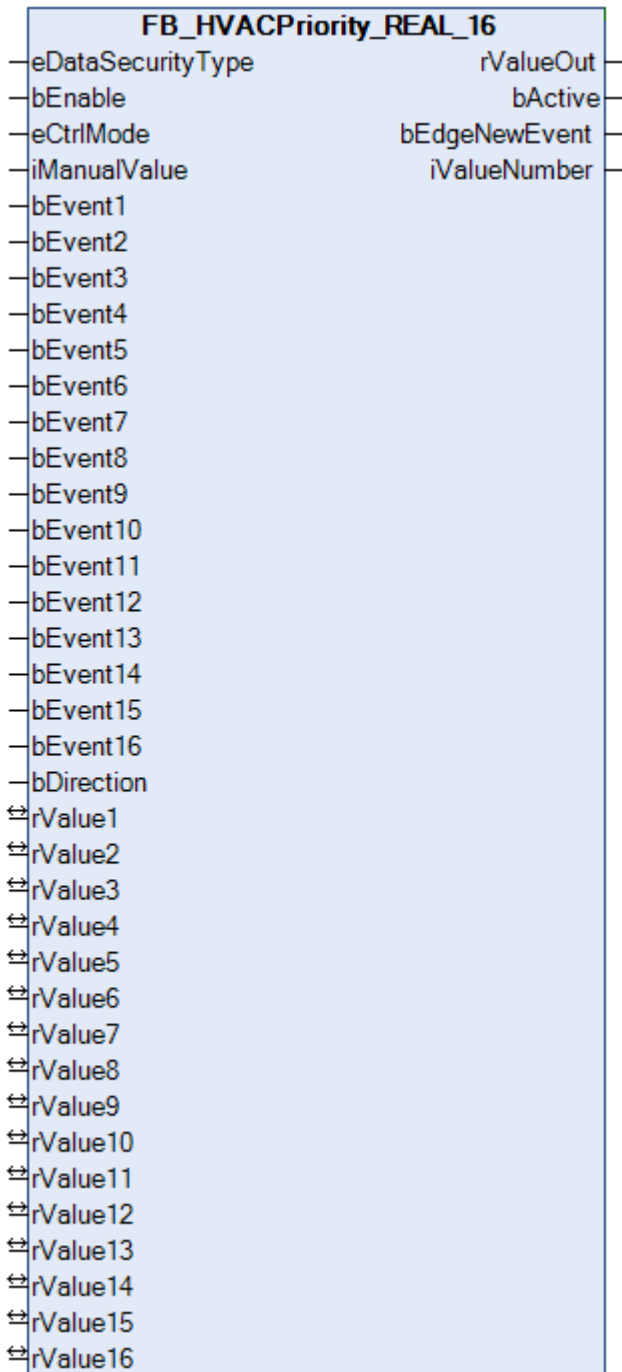 FB_HVACPriority_REAL_16
eDataSecurityType rValueOut
bEnable bActive
eCtrlMode bEdgeNewEvent
iManualValue iValueNumber
bEvent1
bEvent2
bEvent3
bEvent4
bEvent5
bEvent6
bEvent7
bEvent8
bEvent9
bEvent10
bEvent11
bEvent12
bEvent13
bEvent14
bEvent15
bEvent16
bDirection
rValue1
rValue2
rValue3
rValue4
rValue5
rValue6
rValue7
rValue8
rValue9
rValue10
rValue11
rValue12
rValue13
rValue14
rValue15
rValue16